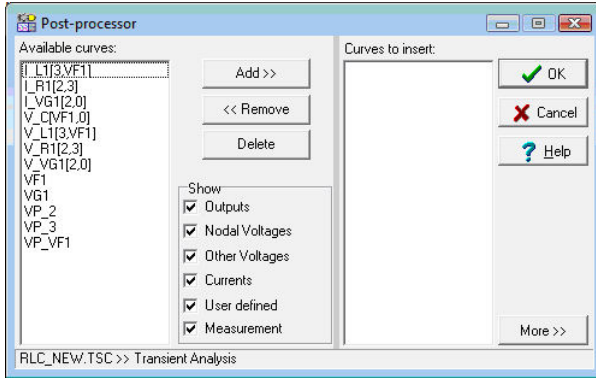 Post-processor
Available curves:
I_L1[3,VF1]
I_R1[2,3]
I_VG1[2,0]
V_C[VF1,0]
V_L1[3,VF1]
V_R1[2,3]
V_VG1[2,0]
VF1
VG1
VP_2
VP_3
VP_VF1
Add >>
<< Remove
Delete
Show
Outputs
Nodal Voltages
Other Voltages
Currents
User defined
Measurement
Curves to insert:
OK
Cancel
Help
More >>
RLC_NEW.TSC >> Transient Analysis